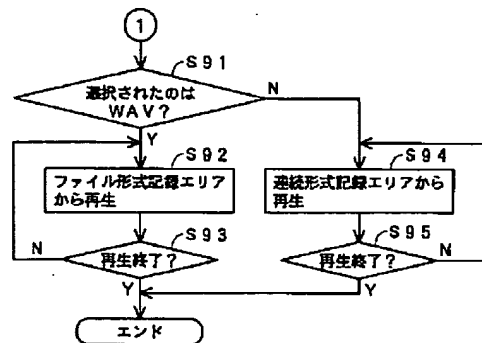 1
S91
選択されたのは
WAV?
N
Y
S92
S94
ファイル形式記録エリア
から再生
連続形式記録エリアから
再生
S93
S95
N
再生終了?
再生終了?
N
Y
Y
エンド